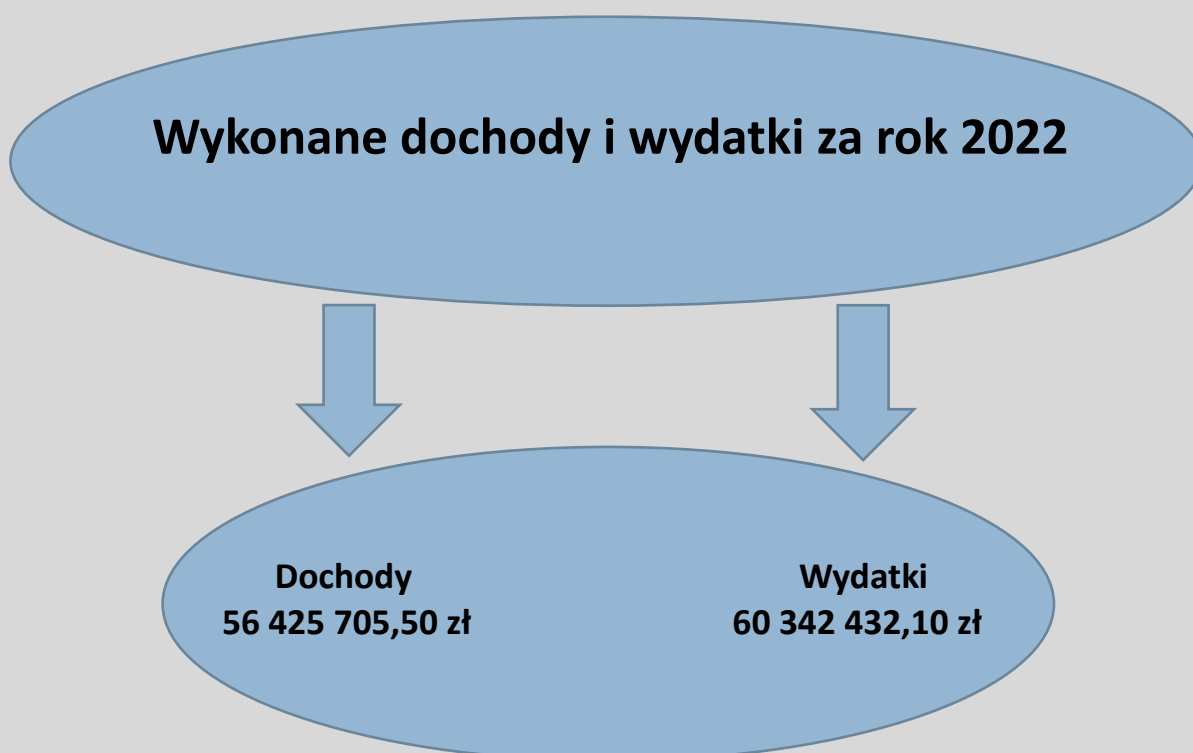 Wykonane dochody i wydatki za rok 2022
Dochody
56 425 705,50 zł
Wydatki
60 342 432,10 zł